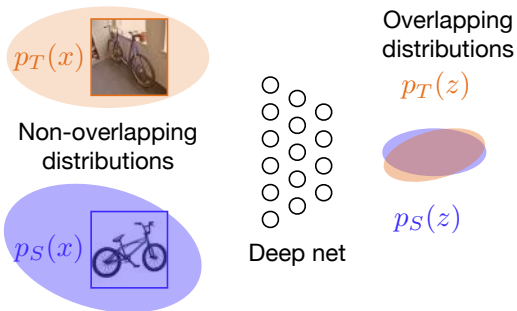 p_T(x)
Non-overlapping
distributions
p_S(x)
Deep net
Overlapping
distributions
p_T(z)
p_S(z)